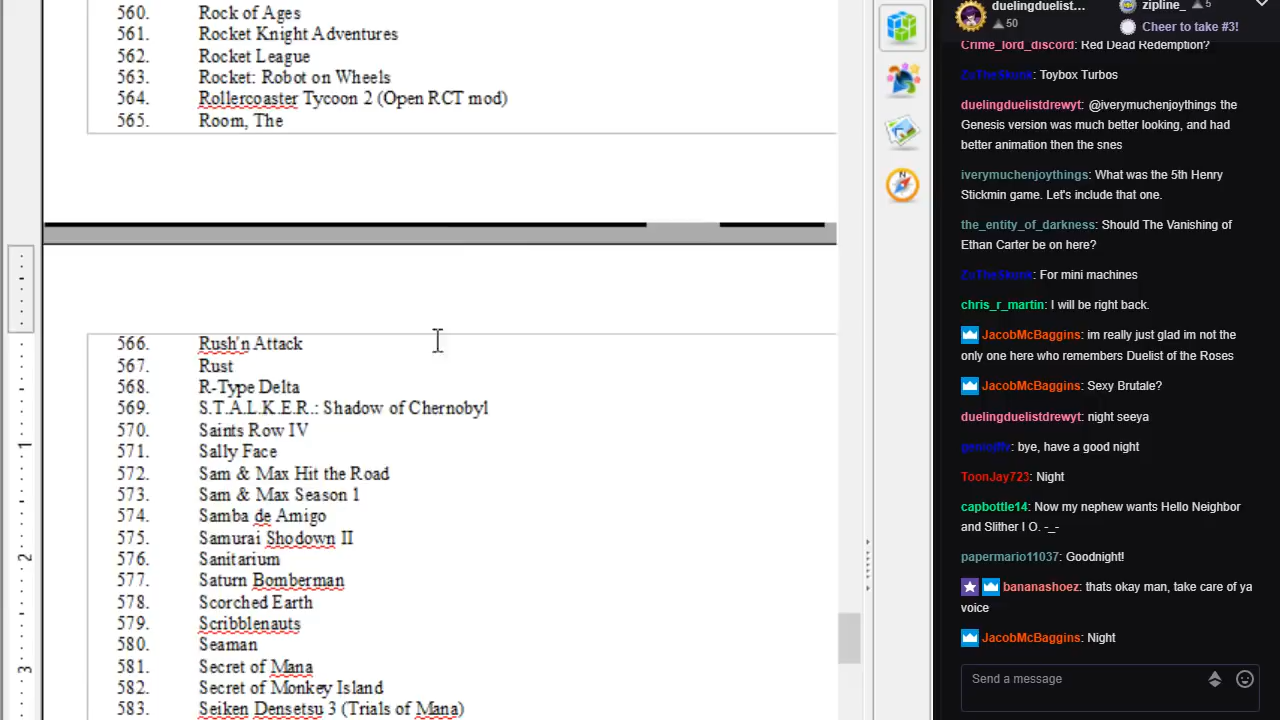 560. Rock of Ages
561. Rocket Knight Adventures
562. Rocket League
563. Rocket: Robot on Wheels
564. Rollercoaster Tycoon 2 (Open RCT mod)
565. Room, The
566. Rush'n Attack
567. Rust
568. R-Type Delta
569. S.T.A.L.K.E.R.: Shadow of Chernobyl
570. Saints Row IV
571. Sally Face
572. Sam & Max Hit the Road
573. Sam & Max Season 1
574. Samba de Amigo
575. Samurai Shodown II
576. Sanitarium
577. Saturn Bomberman
578. Scorched Earth
579. Scribblenauts
580. Seaman
581. Secret of Mana
582. Secret of Monkey Island
583. Seiken Densetsu 3 (Trials of Mana)
1
2
3
N
duelingduelist...
50
zipline_ 5
Cheer to take #3!
Crime_lord_discord: Red Dead Redemption?
ZoTheSkunk: Toybox Turbos
duelingduelistdrewyt: @iverymuchenjoythings the
Genesis version was much better looking, and had
better animation then the snes
iverymuchenjoythings: What was the 5th Henry
Stickmin game. Let's include that one.
the_entity_of_darkness: Should The Vanishing of
Ethan Carter be on here?
ZoTheSkunk: For mini machines
chris_r_martin: I will be right back.
JacobMcBaggins: im really just glad im not the
only one here who remembers Duelist of the Roses
JacobMcBaggins: Sexy Brutale?
duelingduelistdrewyt: night seeya
: bye, have a good night
ToonJay723: Night
capbottle14: Now my nephew wants Hello Neighbor
and Slither I O. -_-
papermario11037: Goodnight!
bananashoez: thats okay man, take care of ya
voice
JacobMcBaggins: Night
Send a message